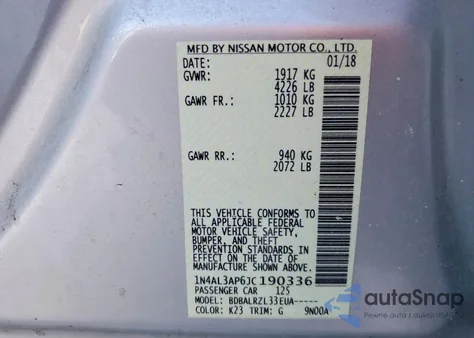 MFD BY NISSAN MOTOR CO., LTD.
DATE: 01/18
GVWR: 1917 KG
4226 LB
GAWR FR.: 1010 KG
2227 LB
GAWR RR.: 940 KG
2072 LB
THIS VEHICLE CONFORMS TO
ALL APPLICABLE FEDERAL
MOTOR VEHICLE SAFETY,
BUMPER, AND THEFT
PREVENTION STANDARDS IN
EFFECT ON THE DATE OF
MANUFACTURE SHOWN ABOVE.
1N4AL3AP6JC190336
PASSENGER CAR 125
MODEL: BDBALRZL33EUA-----
COLOR: K23 TRIM: G 9N00A
autoSnap
POWERED BY AUTOBIDMASTER